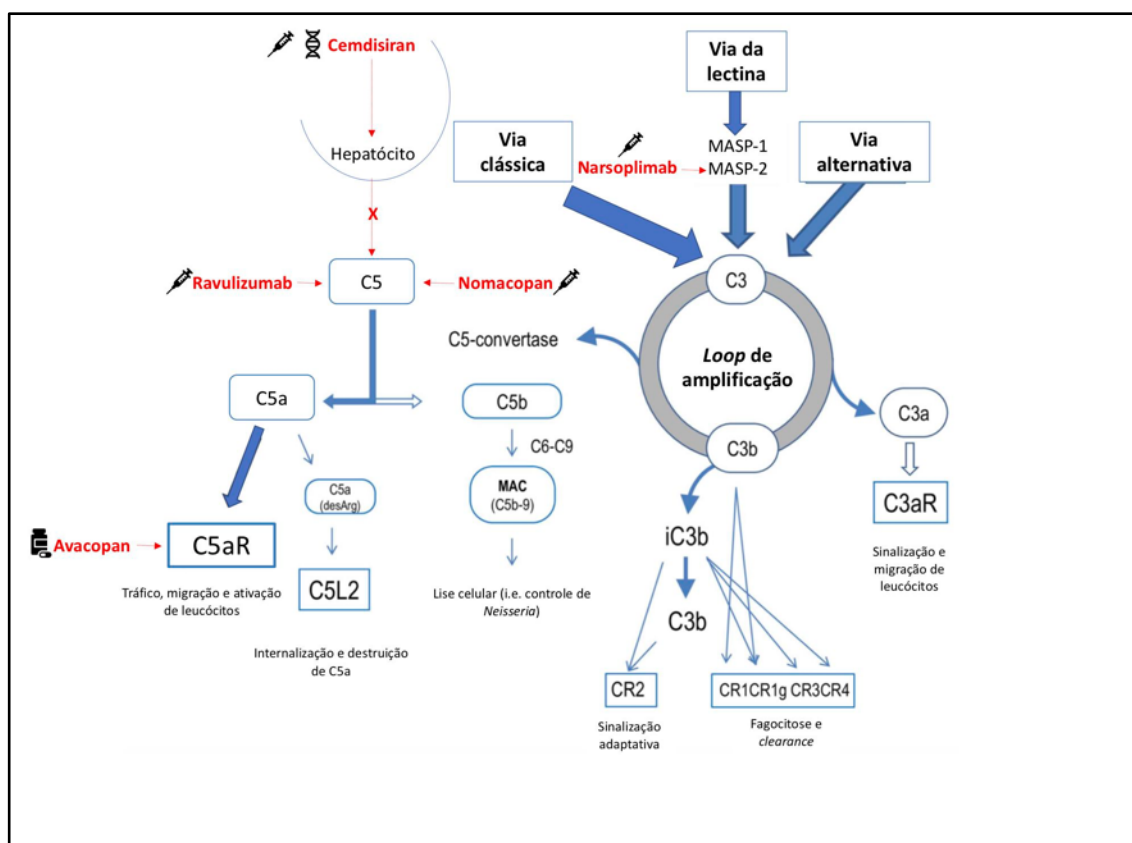 Cemdisiran
Hepatócito
X
Via da
lectina
Via
clássica
MASP-1
MASP-2
Narsoplimab
Via
alternativa
Ravulizumab
C5
Nomacopan
C3
C5-convertase
Loop de
amplificação
C5a
C5b
C6-C9
C3b
C3a
C5a
(desArg)
MAC
(C5b-9)
C3aR
Avacopan
C5aR
iC3b
Sinalização e
migração de
leucócitos
Tráfico, migração e ativação
de leucócitos
C5L2
Lise celular (i.e. controle de
Neisseria)
C3b
Internalização e destruição
de C5a
CR2
CR1CR1g CR3CR4
Sinalização
adaptativa
Fagocitose e
clearance